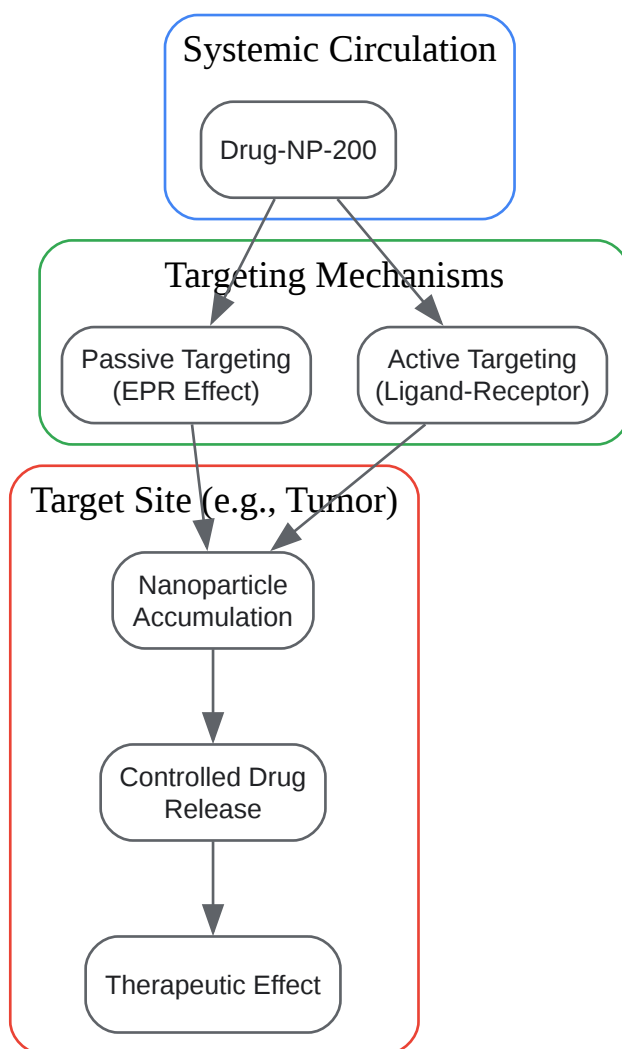 Systemic Circulation
Drug-NP-200
Targeting Mechanisms
Passive Targeting
(EPR Effect)
Active Targeting
(Ligand-Receptor)
Target Site (e.g., Tumor)
Nanoparticle
Accumulation
Controlled Drug
Release
Therapeutic Effect